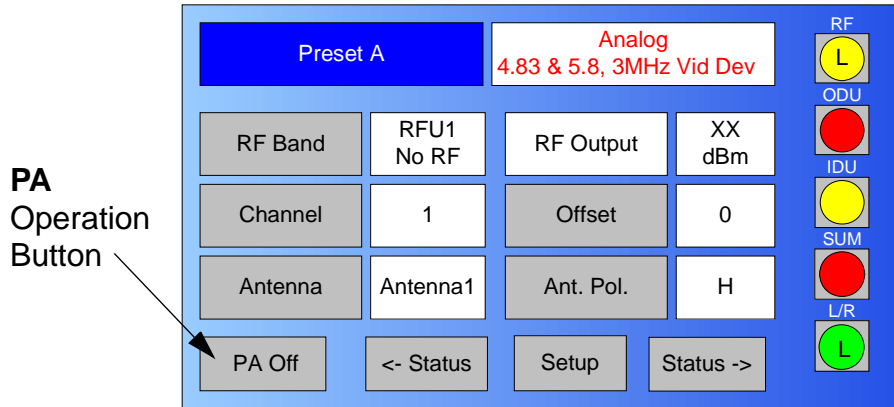 Preset A
Analog
4.83 & 5.8, 3MHz Vid Dev
RF
L
ODU
RF Band
RFU1
No RF
RF Output
XX
dBm
IDU
PA
Operation
Button
Channel
1
Offset
0
SUM
Antenna
Antenna1
Ant. Pol.
H
L/R
L
PA Off
<- Status
Setup
Status ->